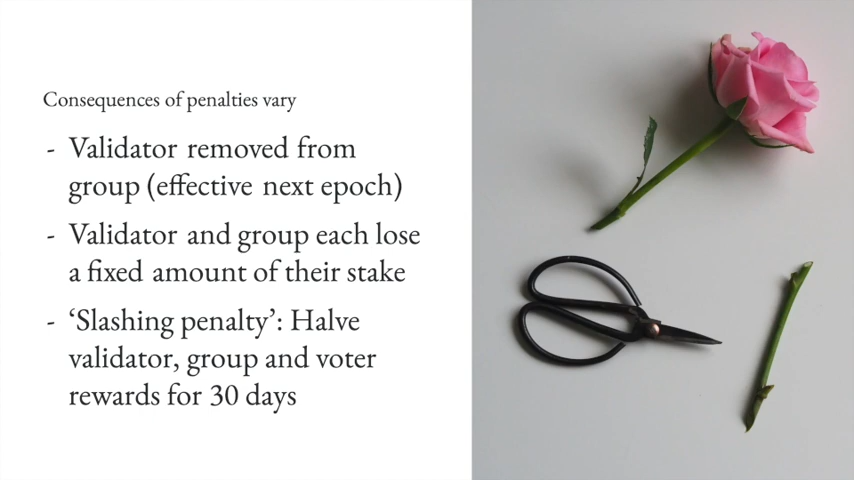 Consequences of penalties vary
- Validator removed from
group (effective next epoch)
- Validator and group each lose
a fixed amount of their stake
- ‘Slashing penalty’: Halve
validator, group and voter
rewards for 30 days